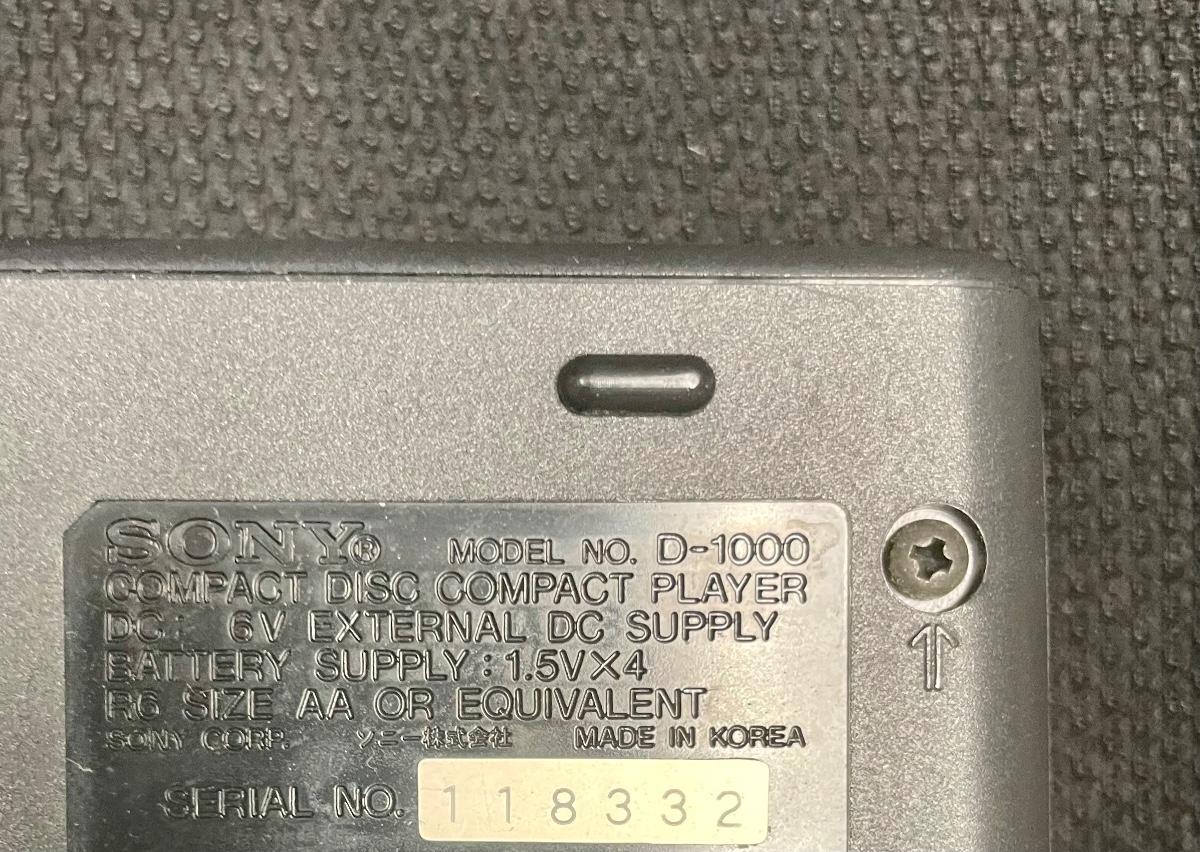 SONY® MODEL NO. D-1000
COMPACT DISC COMPACT PLAYER
DC: 6V EXTERNAL DC SUPPLY
BATTERY SUPPLY : 1.5V×4
R6 SIZE AA OR EQUIVALENT
SONY CORP. ソニー株式会社 MADE IN KOREA
SERIAL NO. 118332